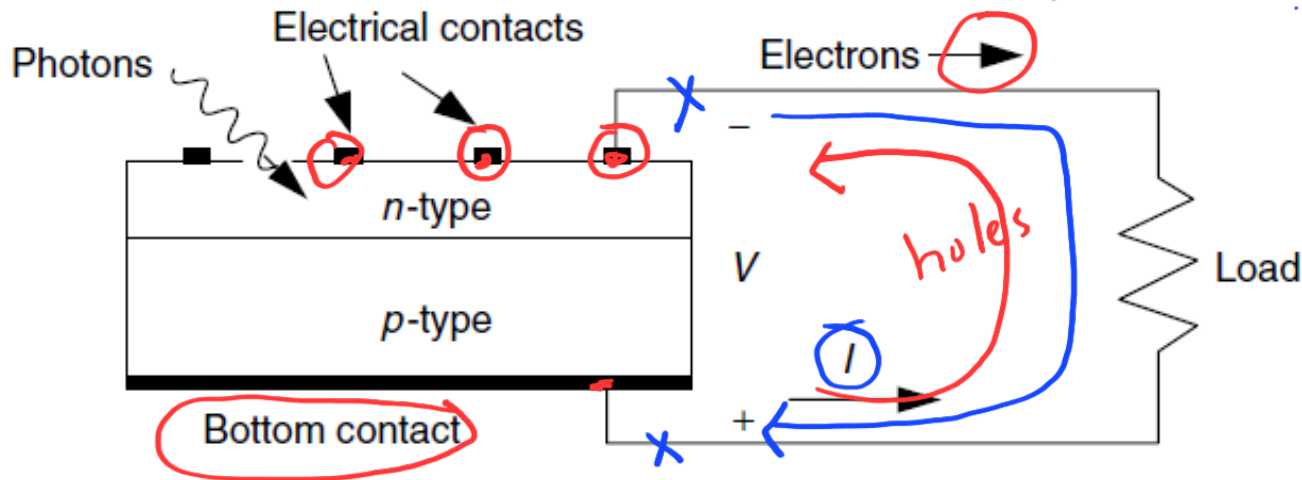 Electrical contacts
Photons
Electrons
−
n-type
holes
V
Load
p-type
I
+
Bottom contact